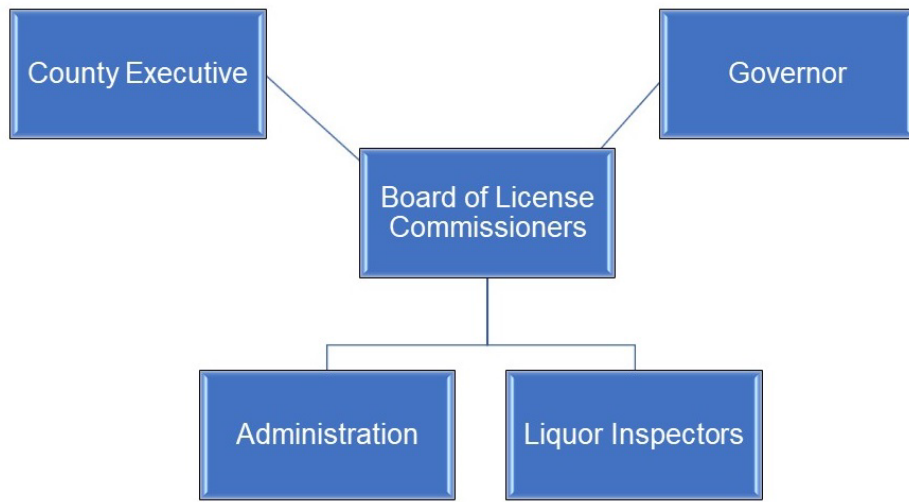 County Executive
Governor
Board of License
Commissioners
Administration
Liquor Inspectors